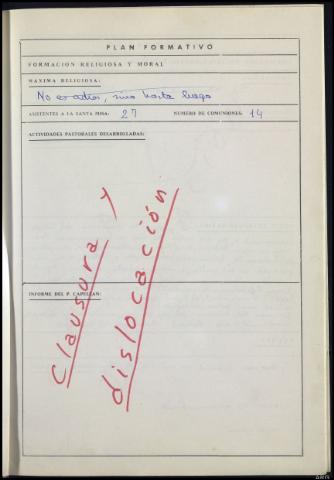 PLAN FORMATIVO
FORMACION RELIGIOSA Y MORAL
MAXIMA RELIGIOSA:
No es adios, sino hasta luego
ASISTENTES A LA SANTA MISA: 27 NUMERO DE COMUNIONES: 14
ACTIVIDADES PASTORALES DESARROLLADAS:
Clausura y
dislocación
INFORME DEL P. CAPELLAN: